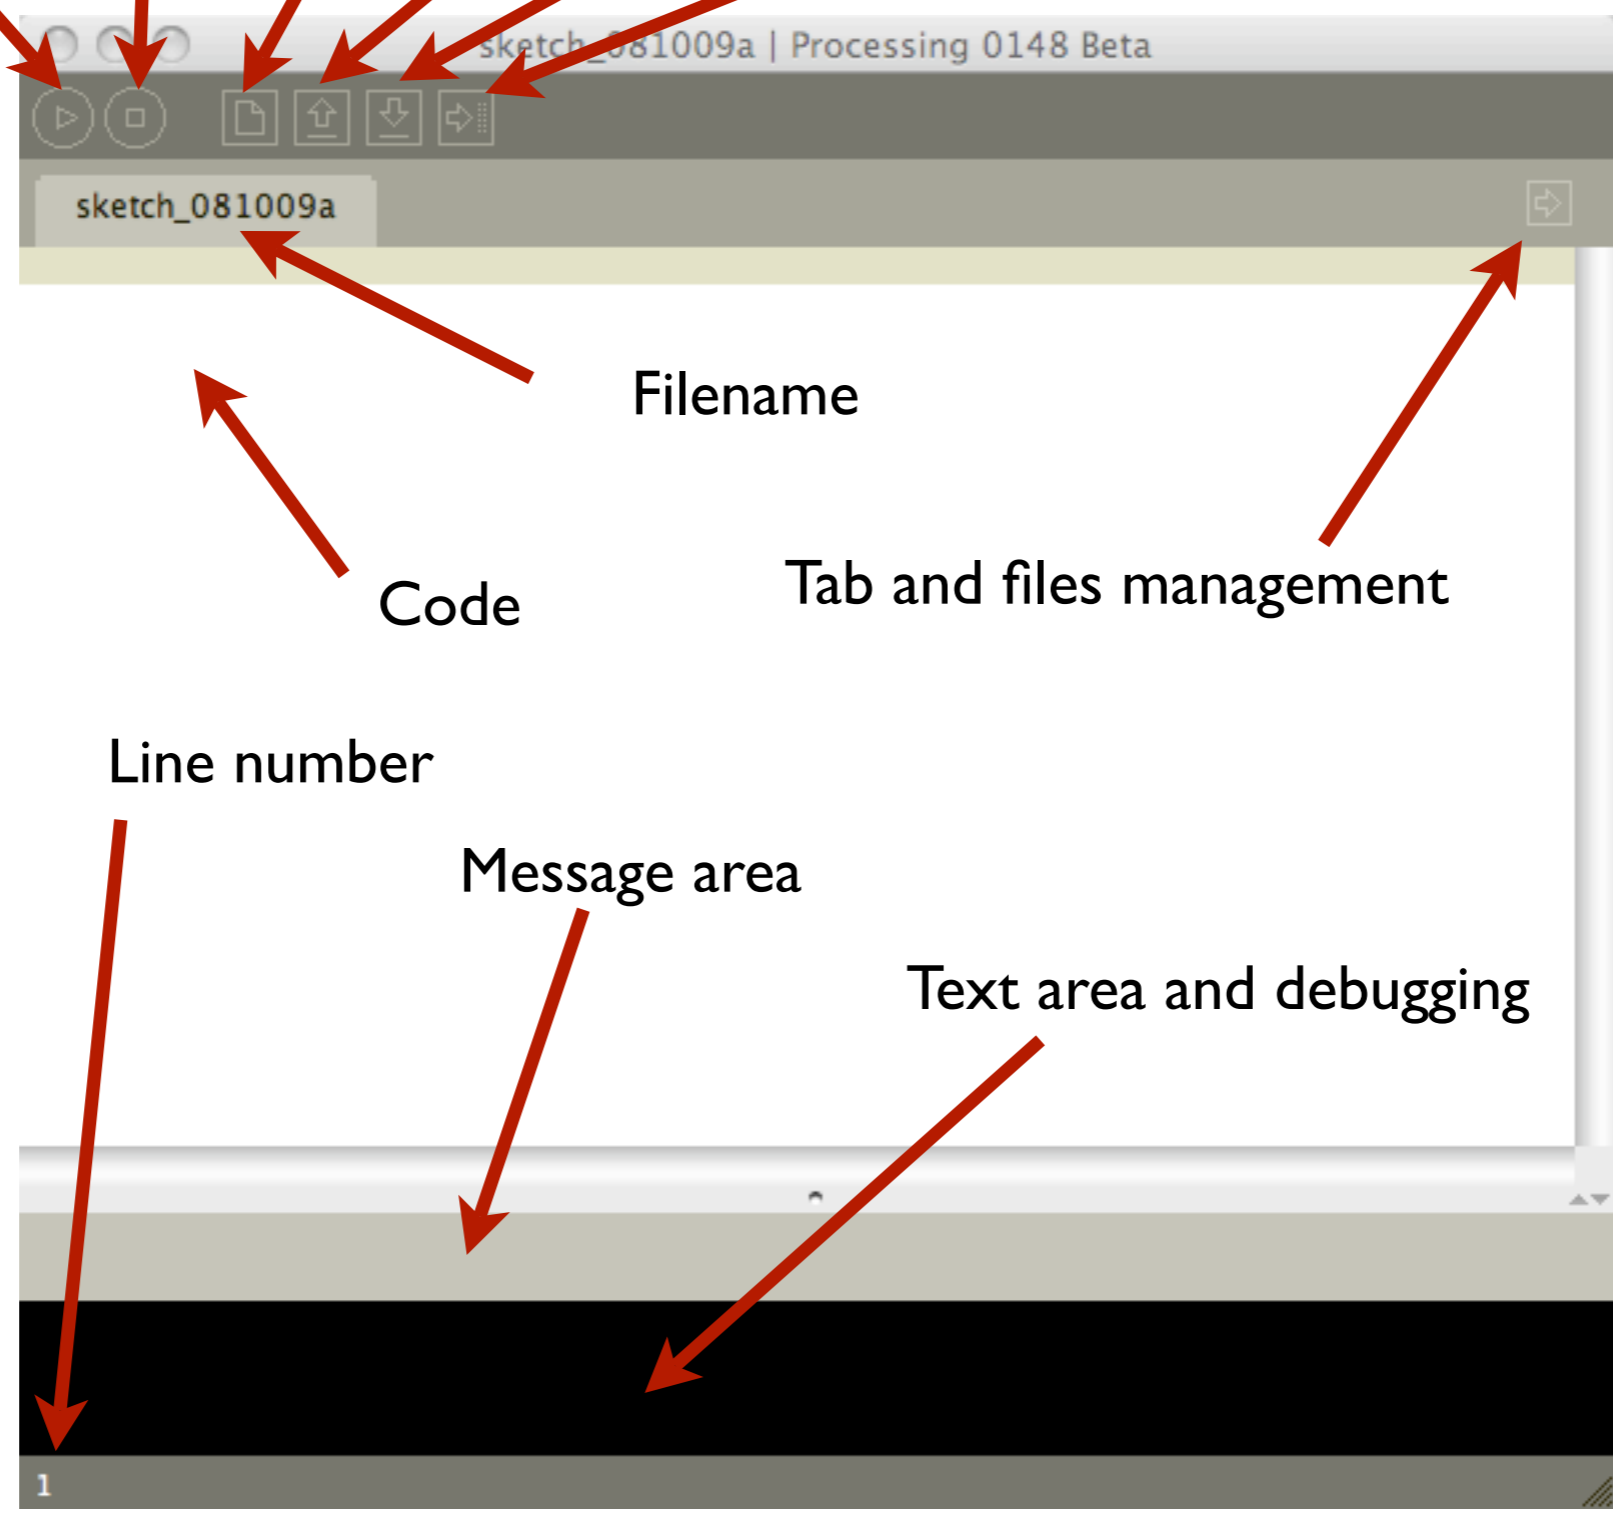 sketch_081009a | Processing 0148 Beta
sketch_081009a
Filename
Code
Tab and files management
Line number
Message area
Text area and debugging
1